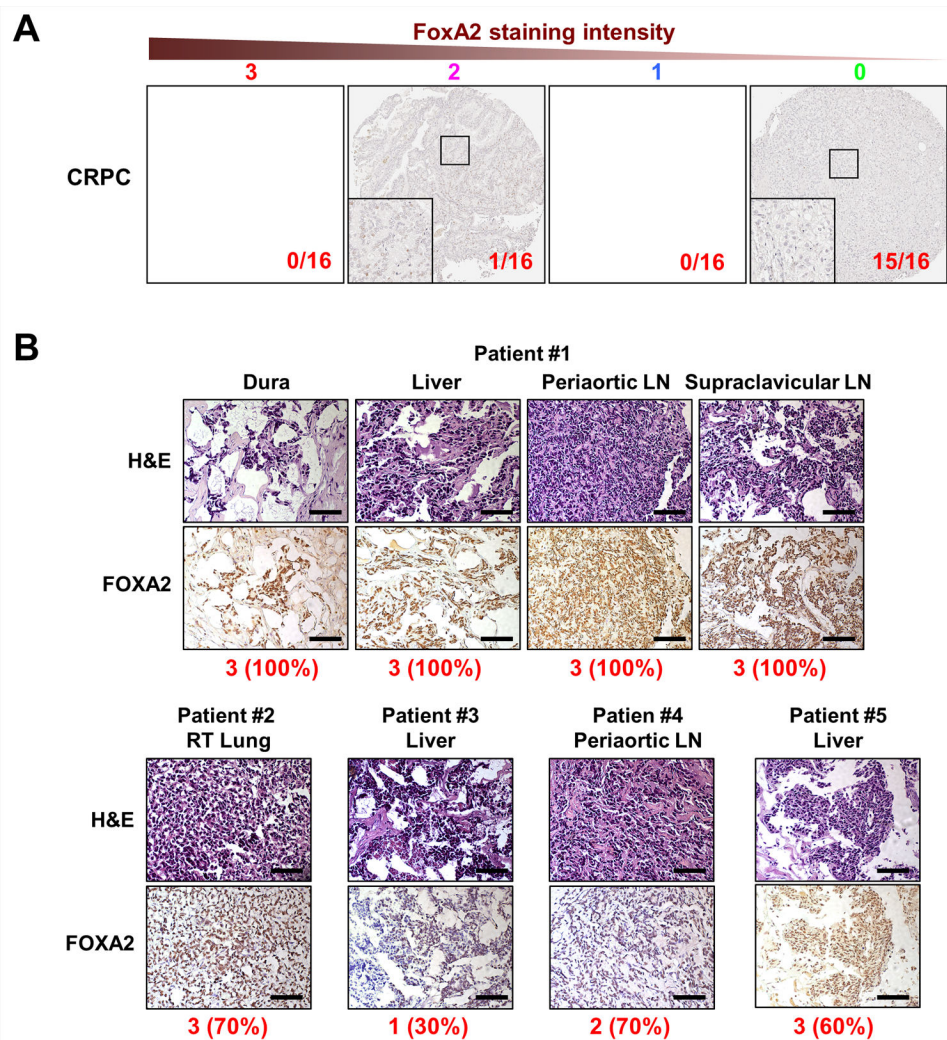 A
FoxA2 staining intensity
3 2 1 0
CRPC
0/16 1/16 0/16 15/16
B
Patient #1
Dura Liver Periaortic LN Supraclavicular LN
H&E
FOXA2
3 (100%) 3 (100%) 3 (100%) 3 (100%)
Patient #2 Patient #3 Patien #4 Patient #5
RT Lung Liver Periaortic LN Liver
H&E
FOXA2
3 (70%) 1 (30%) 2 (70%) 3 (60%)